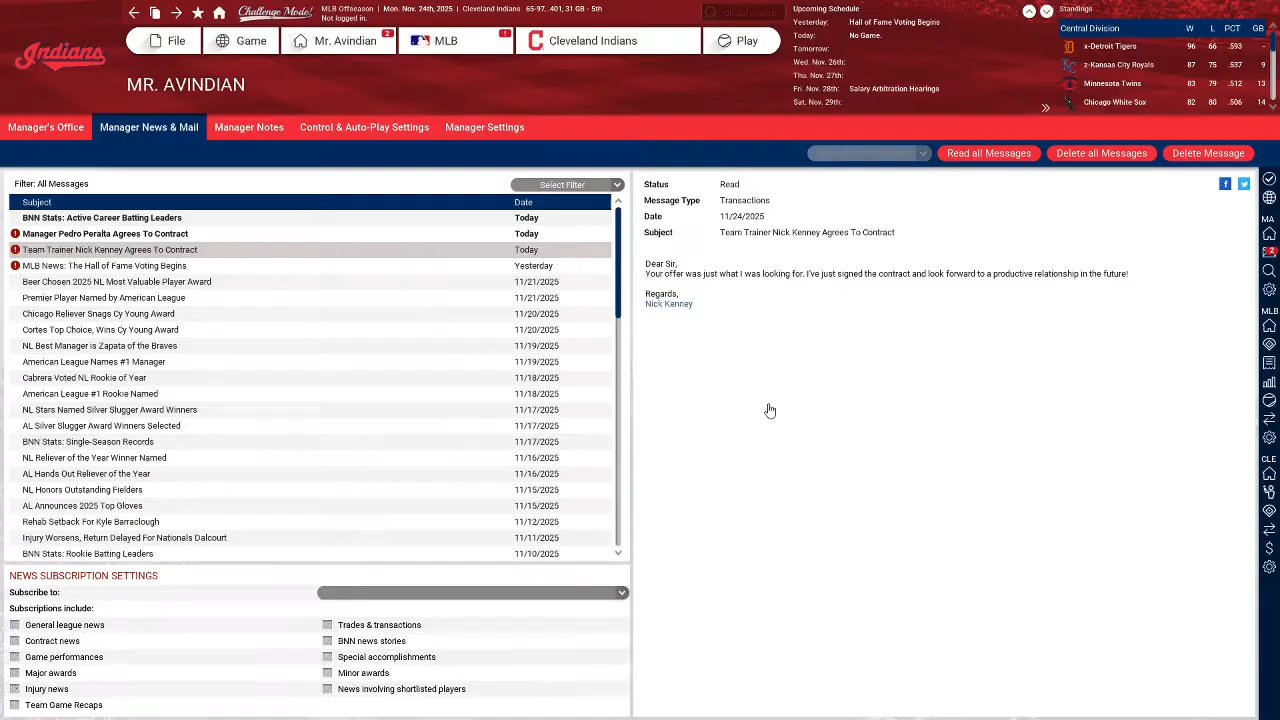 Challenge Mode!
MLB Offseason | Mon. Nov. 24th, 2025 | Cleveland Indians 65-97, .401, 31 GB - 5th
Not logged in.
File
Game
Mr. Avindian
2
MLB
!
Cleveland Indians
Play
Indians
MR. AVINDIAN
Upcoming Schedule
Yesterday: Hall of Fame Voting Begins
Today: No Game.
Tomorrow:
Wed. Nov. 26th:
Thu. Nov. 27th:
Fri. Nov. 28th: Salary Arbitration Hearings
Sat. Nov. 29th:
Standings
Central Division W L PCT GB
x-Detroit Tigers 96 66 .593 -
z-Kansas City Royals 87 75 .537 9
Minnesota Twins 83 79 .512 13
Chicago White Sox 82 80 .506 14
Manager's Office
Manager News & Mail
Manager Notes
Control & Auto-Play Settings
Manager Settings
Read all Messages
Delete all Messages
Delete Message
Filter: All Messages
Select Filter
Subject Date
BNN Stats: Active Career Batting Leaders Today
Manager Pedro Peralta Agrees To Contract Today
Team Trainer Nick Kenney Agrees To Contract Today
MLB News: The Hall of Fame Voting Begins Yesterday
Beer Chosen 2025 NL Most Valuable Player Award 11/21/2025
Premier Player Named by American League 11/21/2025
Chicago Reliever Snags Cy Young Award 11/20/2025
Cortes Top Choice, Wins Cy Young Award 11/20/2025
NL Best Manager is Zapata of the Braves 11/19/2025
American League Names #1 Manager 11/19/2025
Cabrera Voted NL Rookie of Year 11/18/2025
American League #1 Rookie Named 11/18/2025
NL Stars Named Silver Slugger Award Winners 11/17/2025
AL Silver Slugger Award Winners Selected 11/17/2025
BNN Stats: Single-Season Records 11/17/2025
NL Reliever of the Year Winner Named 11/16/2025
AL Hands Out Reliever of the Year 11/16/2025
NL Honors Outstanding Fielders 11/15/2025
AL Announces 2025 Top Gloves 11/15/2025
Rehab Setback For Kyle Barraclough 11/12/2025
Injury Worsens, Return Delayed For Nationals Dalcourt 11/11/2025
BNN Stats: Rookie Batting Leaders 11/10/2025
NEWS SUBSCRIPTION SETTINGS
Subscribe to:
Subscriptions include:
General league news
Trades & transactions
Contract news
BNN news stories
Game performances
Special accomplishments
Major awards
Minor awards
Injury news
News involving shortlisted players
Team Game Recaps
Status Read
Message Type Transactions
Date 11/24/2025
Subject Team Trainer Nick Kenney Agrees To Contract
Dear Sir,
Your offer was just what I was looking for. I've just signed the contract and look forward to a productive relationship in the future!
Regards,
Nick Kenney
MA
2
MLB
CLE